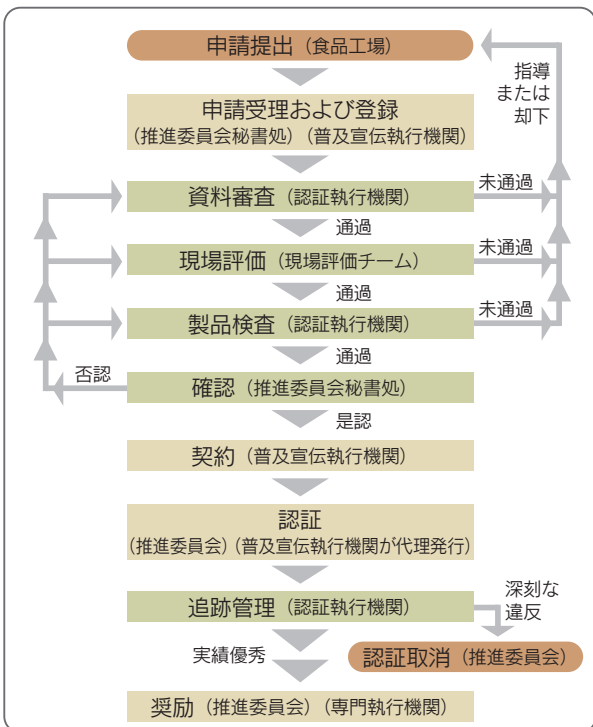 申請提出（食品工場）
指導
または
却下
申請受理および登録
（推進委員会秘書処）（普及宣伝執行機関）
資料審査（認証執行機関）
未通過
通過
現場評価（現場評価チーム）
未通過
通過
製品検査（認証執行機関）
未通過
通過
否認
確認（推進委員会秘書処）
是認
契約（普及宣伝執行機関）
認証
（推進委員会）（普及宣伝執行機関が代理発行）
追跡管理（認証執行機関）
深刻な
違反
実績優秀
認証取消（推進委員会）
奨励（推進委員会）（専門執行機関）